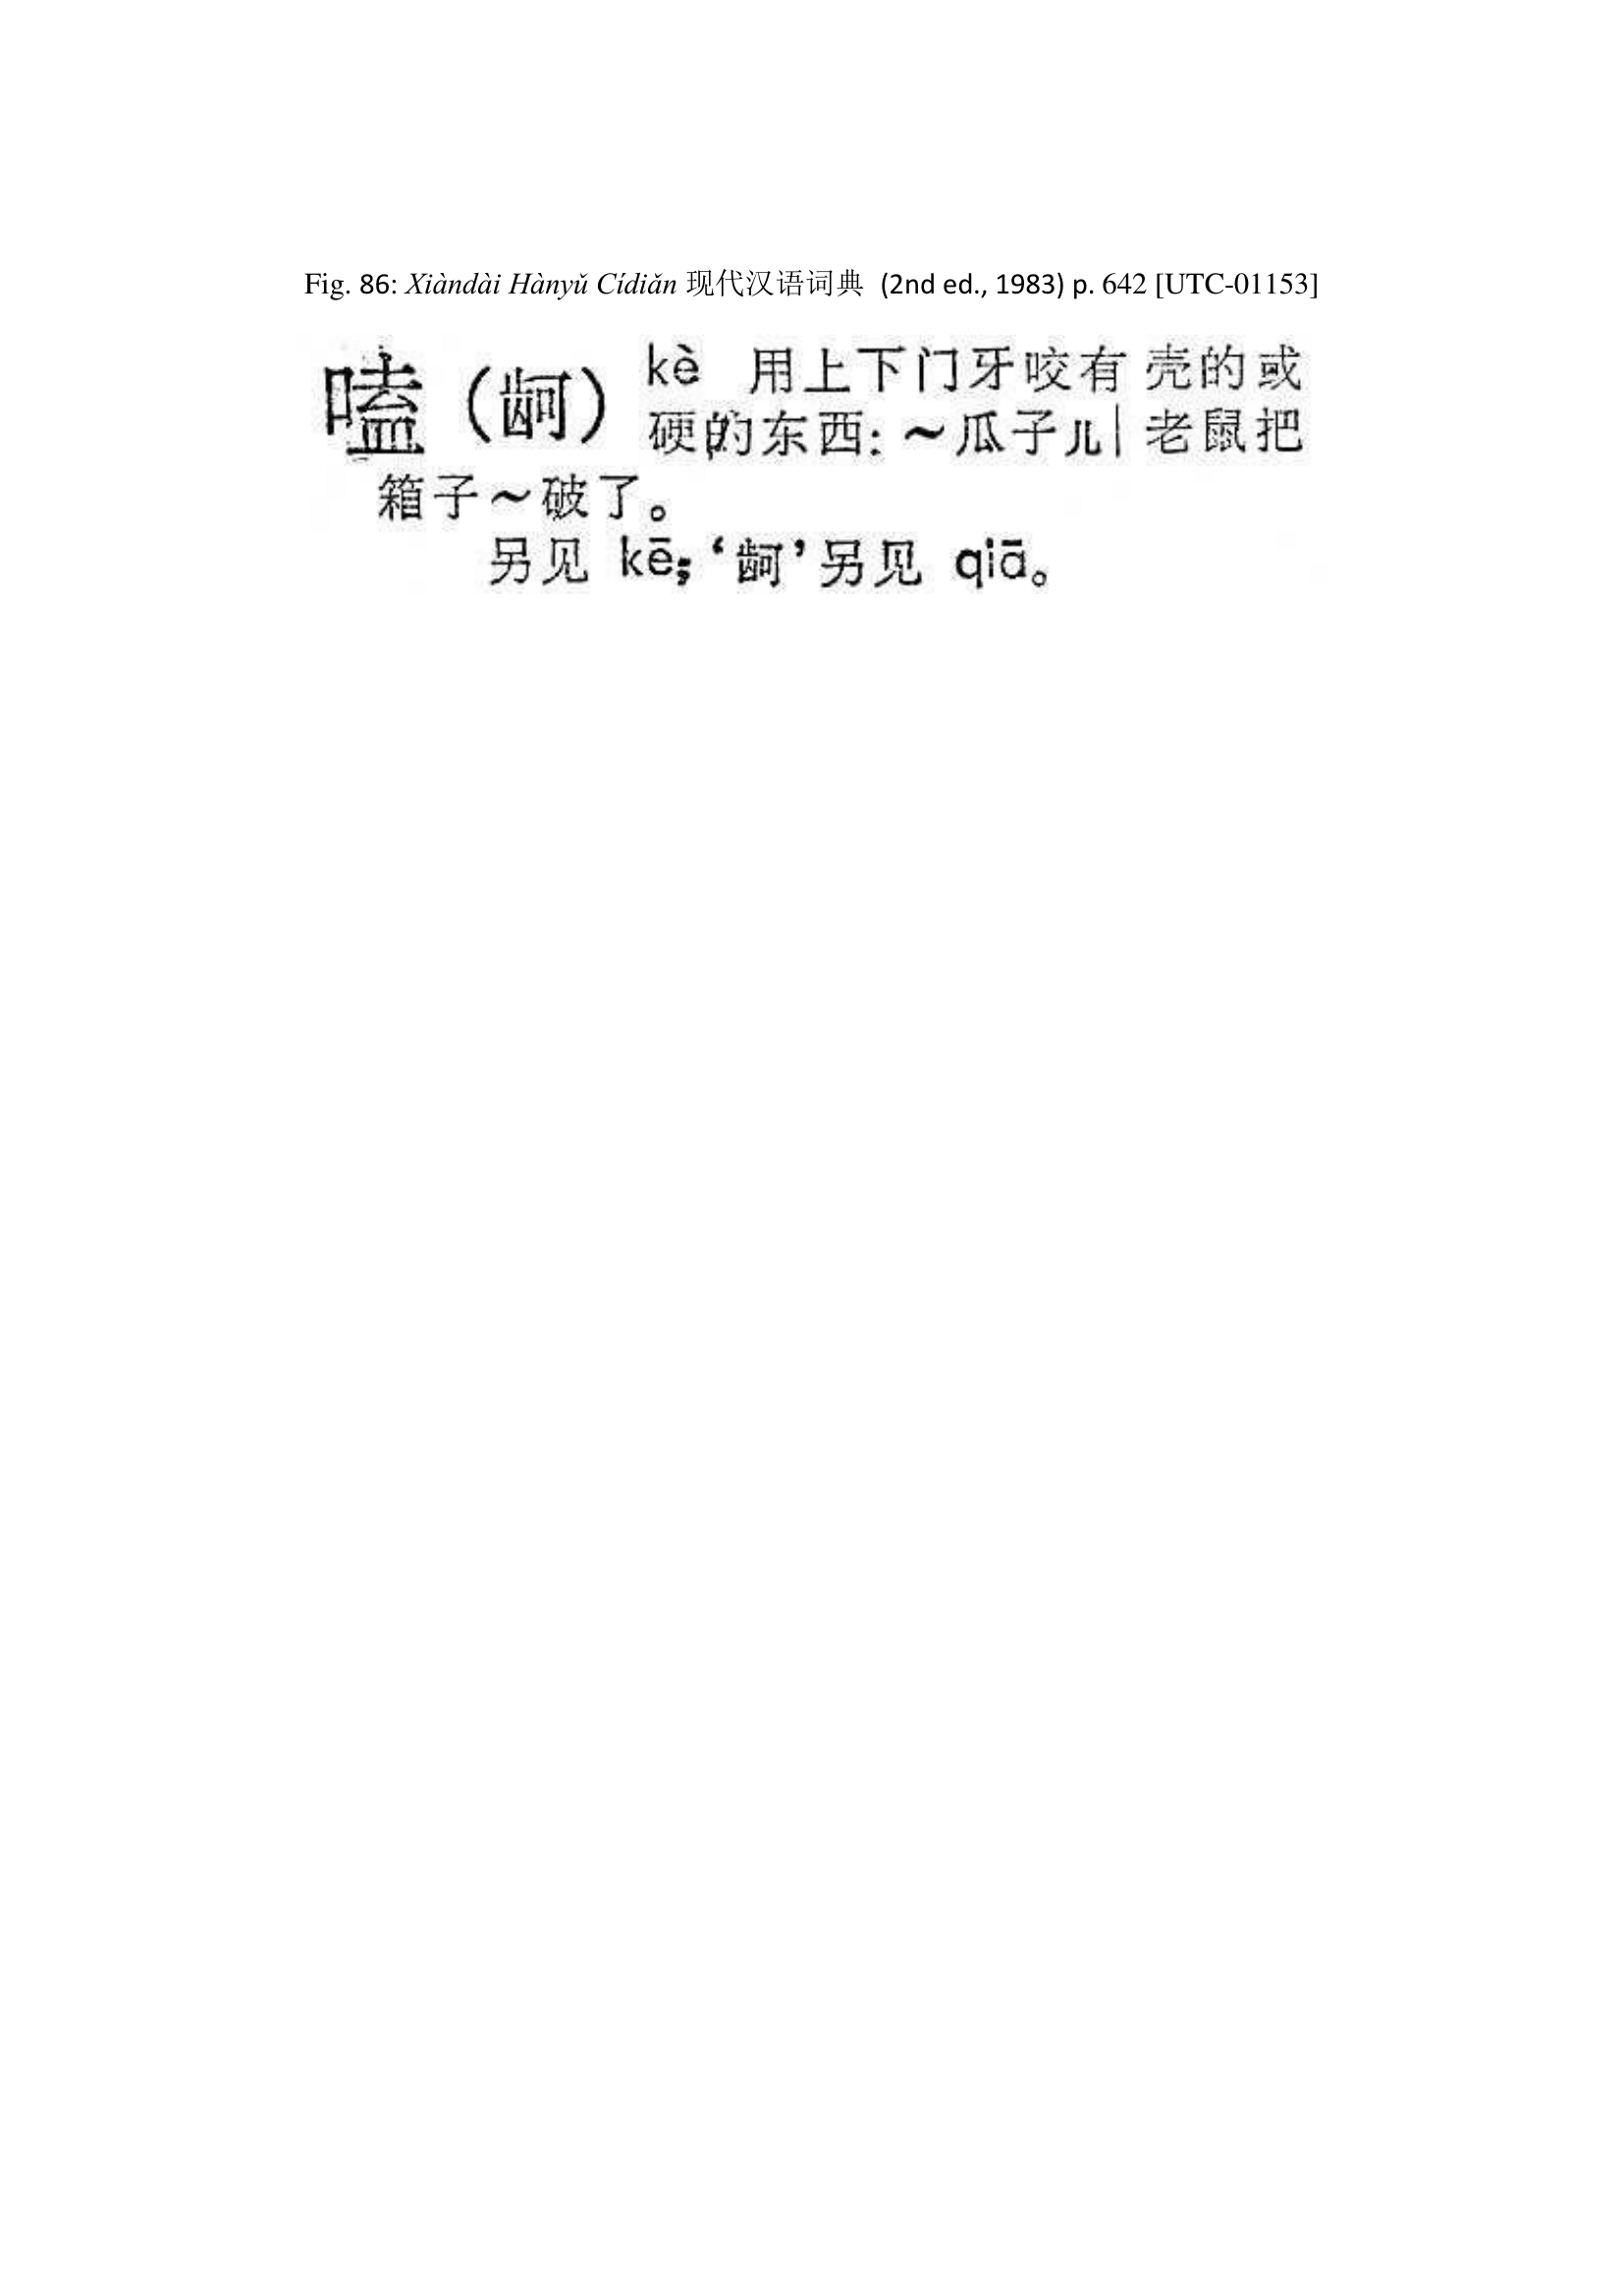 Fig. 86: Xiàndài Hànyǔ Cídiǎn 现代汉语词典 (2nd ed., 1983) p. 642 [UTC-01153]
嗑（𬹼） kè 用上下门牙咬有壳的或
硬的东西：～瓜子儿｜老鼠把
箱子～破了。
另见 kē；‘𬹼’另见 qiā。